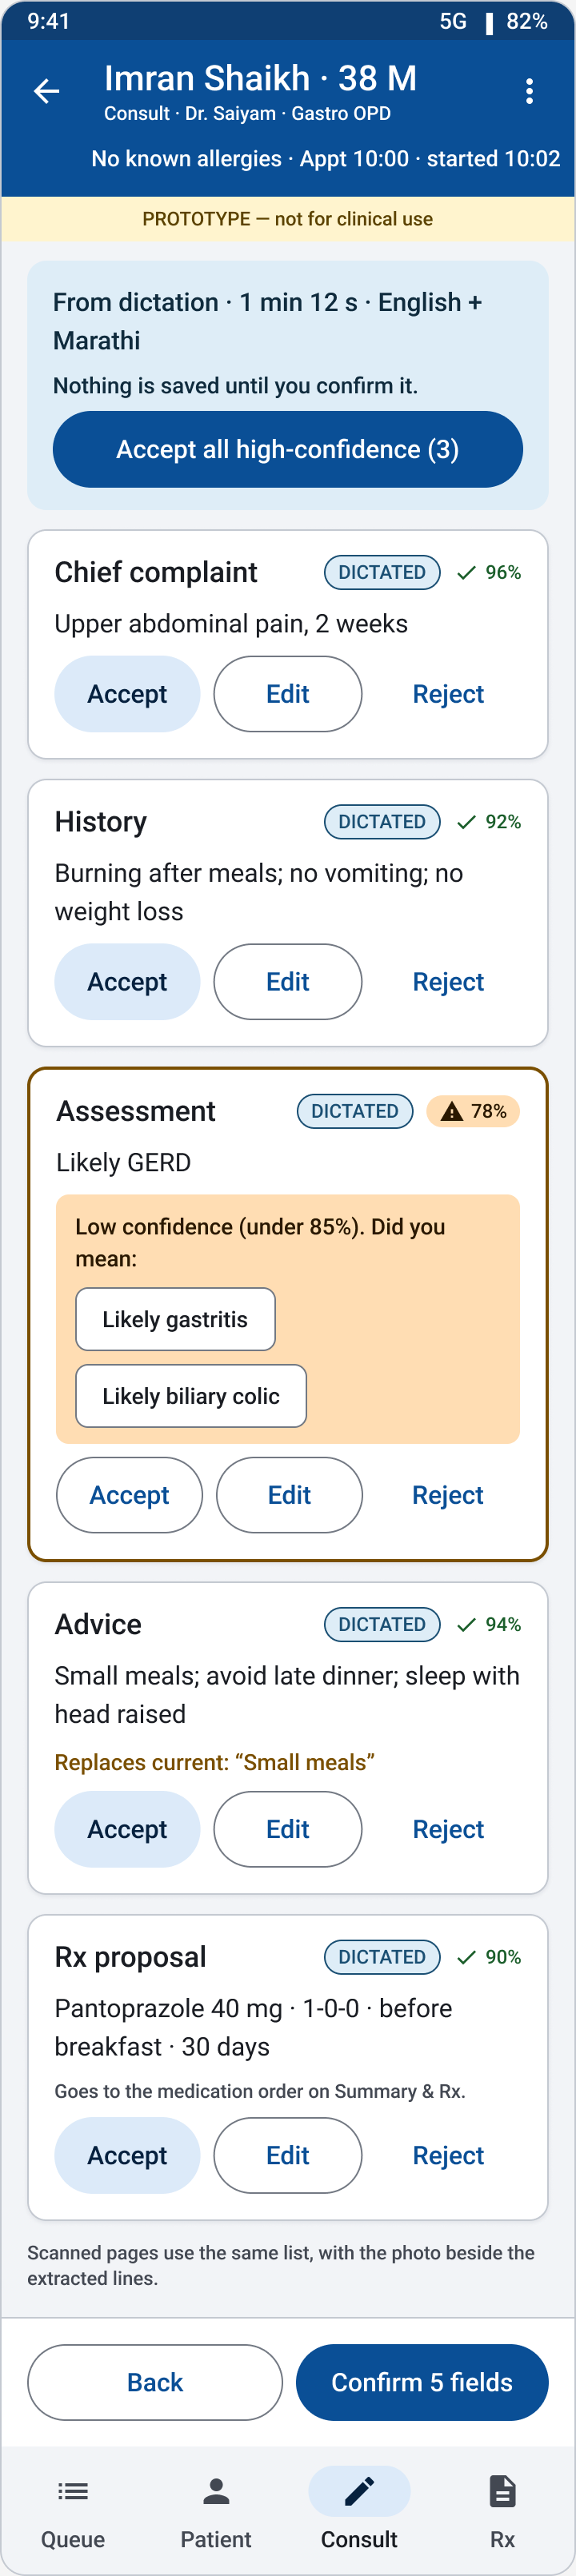 9:41 5G 82%
Imran Shaikh · 38 M
Consult · Dr. Saiyam · Gastro OPD
No known allergies · Appt 10:00 · started 10:02
PROTOTYPE — not for clinical use
From dictation · 1 min 12 s · English +
Marathi
Nothing is saved until you confirm it.
Accept all high-confidence (3)
Chief complaint DICTATED 96%
Upper abdominal pain, 2 weeks
Accept Edit Reject
History DICTATED 92%
Burning after meals; no vomiting; no
weight loss
Accept Edit Reject
Assessment DICTATED 78%
Likely GERD
Low confidence (under 85%). Did you
mean:
Likely gastritis
Likely biliary colic
Accept Edit Reject
Advice DICTATED 94%
Small meals; avoid late dinner; sleep with
head raised
Replaces current: “Small meals”
Accept Edit Reject
Rx proposal DICTATED 90%
Pantoprazole 40 mg · 1-0-0 · before
breakfast · 30 days
Goes to the medication order on Summary & Rx.
Accept Edit Reject
Scanned pages use the same list, with the photo beside the
extracted lines.
Back Confirm 5 fields
Queue Patient Consult Rx